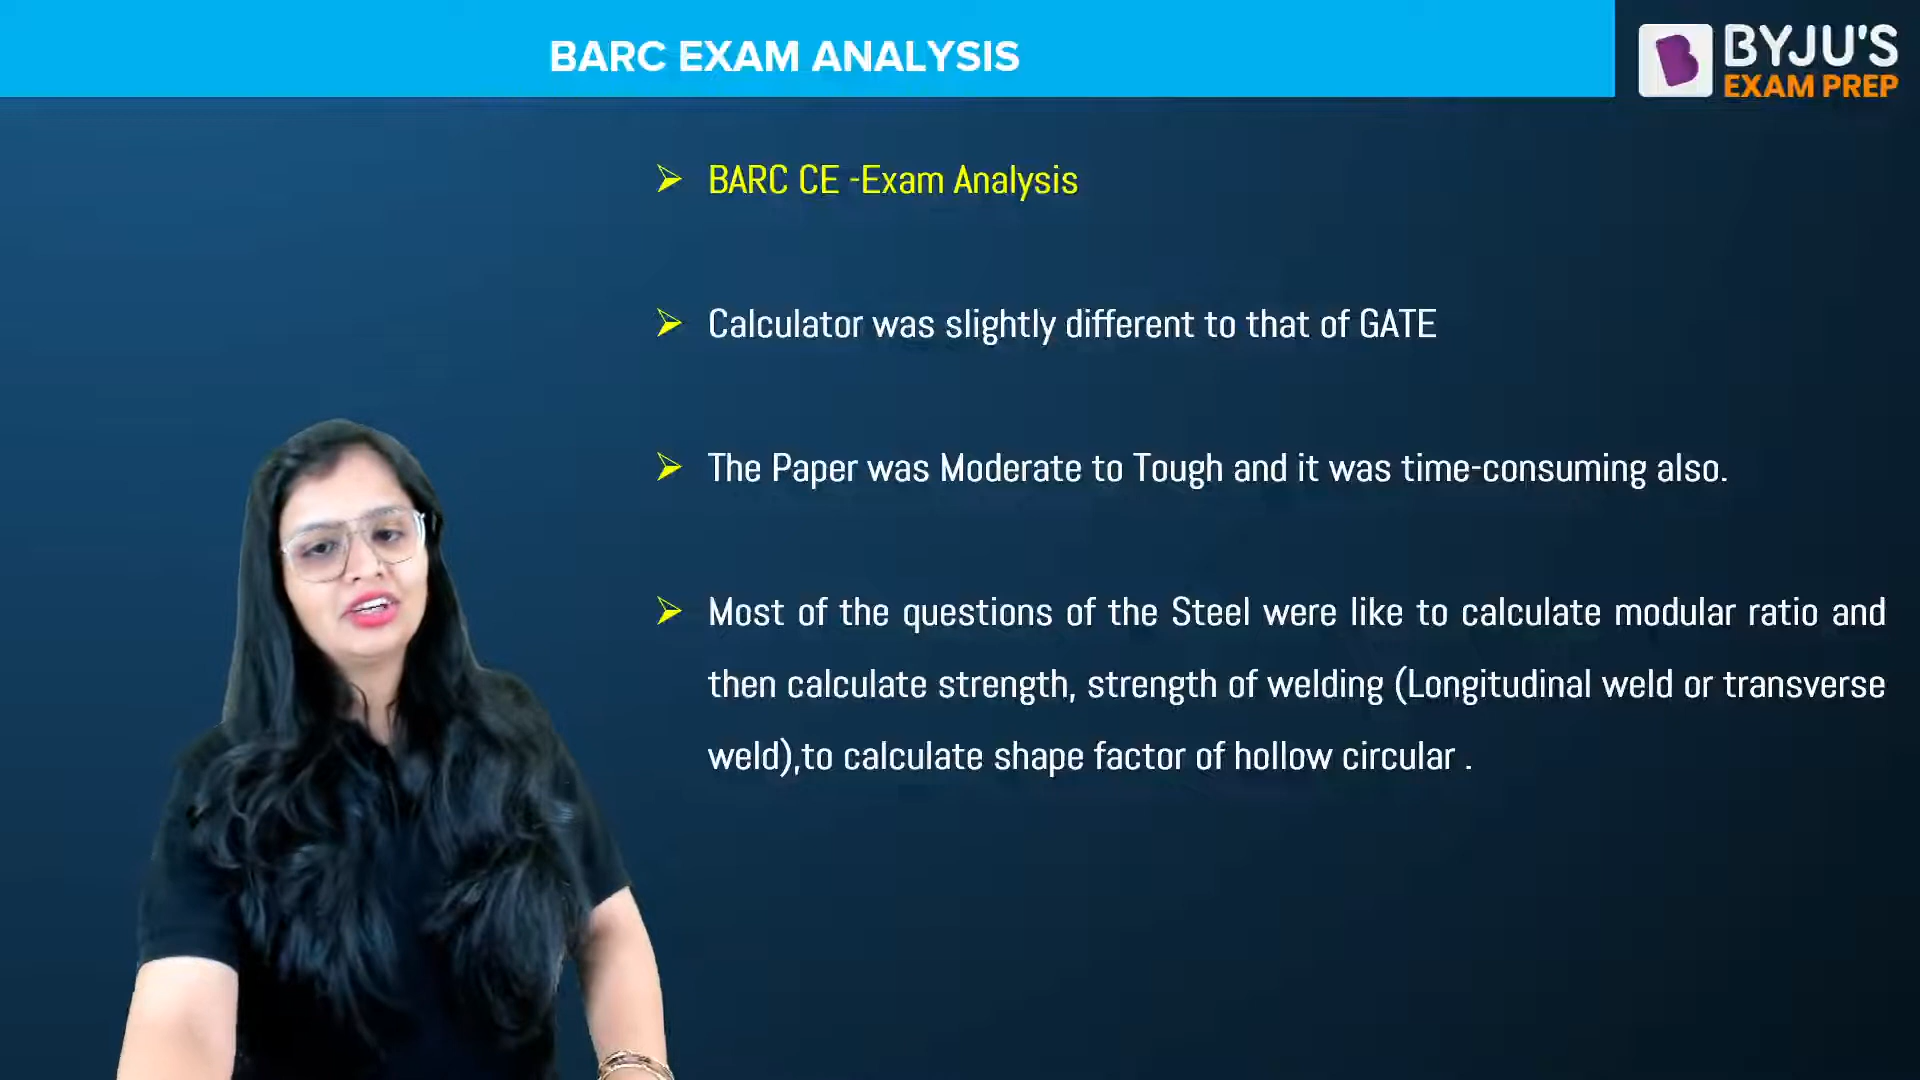 BARC EXAM ANALYSIS
BYJU'S
EXAM PREP
BARC CE -Exam Analysis
Calculator was slightly different to that of GATE
The Paper was Moderate to Tough and it was time-consuming also.
Most of the questions of the Steel were like to calculate modular ratio and
then calculate strength, strength of welding (Longitudinal weld or transverse
weld),to calculate shape factor of hollow circular .